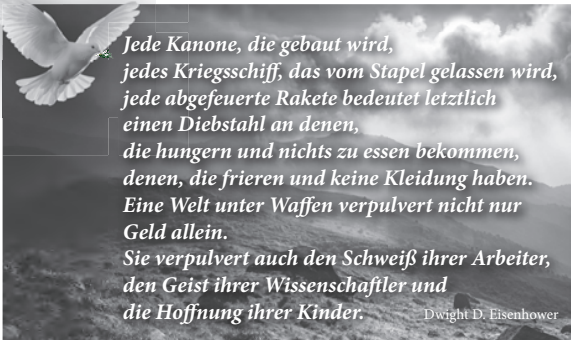 Jede Kanone, die gebaut wird,
jedes Kriegsschiff, das vom Stapel gelassen wird,
jede abgefeuerte Rakete bedeutet letztlich
einen Diebstahl an denen,
die hungern und nichts zu essen bekommen,
denen, die frieren und keine Kleidung haben.
Eine Welt unter Waffen verpulvert nicht nur
Geld allein.
Sie verpulvert auch den Schweiß ihrer Arbeiter,
den Geist ihrer Wissenschaftler und
die Hoffnung ihrer Kinder. Dwight D. Eisenhower